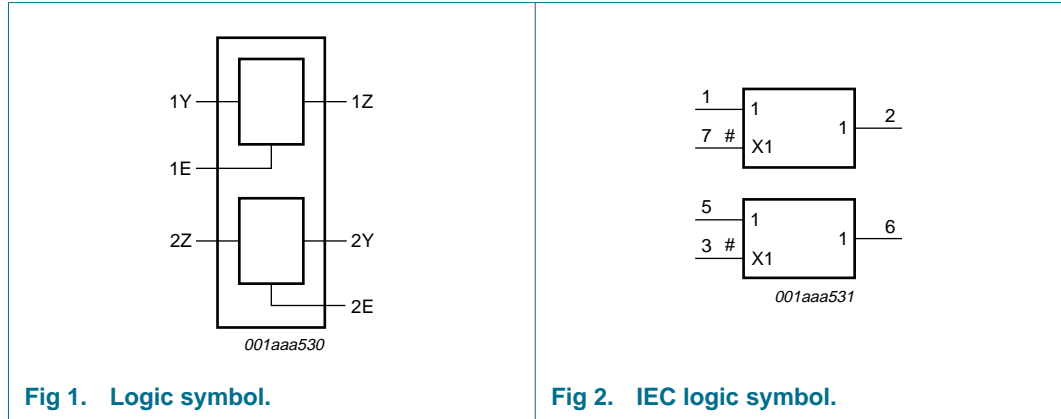 1Y
1Z
1E
2Z
2Y
2E
001aaa530
Fig 1. Logic symbol.
1
1
2
1
7 #
X1
5
1
6
1
3 #
X1
001aaa531
Fig 2. IEC logic symbol.